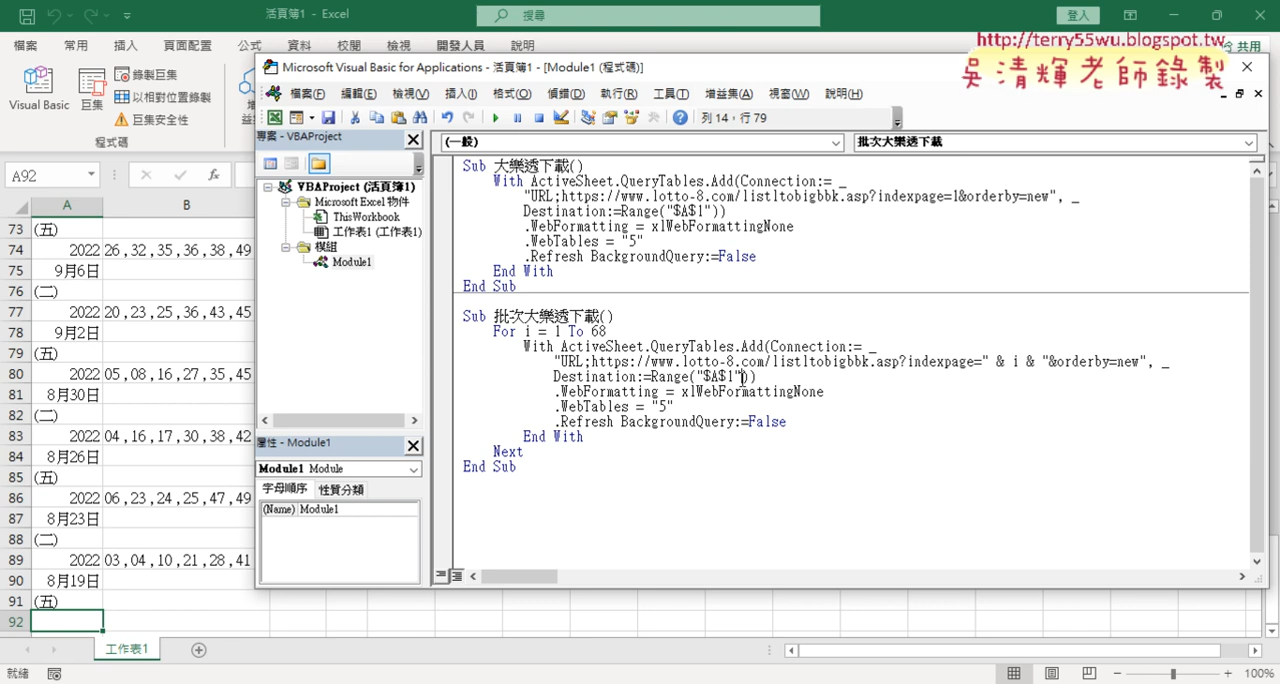 活頁簿1 - Excel
搜尋
登入
檔案 常用 插入 頁面配置 公式 資料 校閱 檢視 開發人員 說明
共用
http://terry55wu.blogspot.tw
吳清輝老師錄製
Visual Basic
巨集
錄製巨集
以相對位置錄製
巨集安全性
程式碼
Microsoft Visual Basic for Applications - 活頁簿1 - [Module1 (程式碼)]
檔案(F) 編輯(E) 檢視(V) 插入(I) 格式(O) 偵錯(D) 執行(R) 工具(T) 增益集(A) 視窗(W) 說明(H)
列 14，行 79
專案 - VBAProject
VBAProject (活頁簿1)
Microsoft Excel 物件
ThisWorkbook
工作表1 (工作表1)
模組
Module1
屬性 - Module1
Module1 Module
字母順序 性質分類
(Name) Module1
(一般)
批次大樂透下載
Sub 大樂透下載()
With ActiveSheet.QueryTables.Add(Connection:= _
"URL;https://www.lotto-8.com/listltobigbbk.asp?indexpage=1&orderby=new", _
Destination:=Range("$A$1"))
.WebFormatting = xlWebFormattingNone
.WebTables = "5"
.Refresh BackgroundQuery:=False
End With
End Sub
Sub 批次大樂透下載()
For i = 1 To 68
With ActiveSheet.QueryTables.Add(Connection:= _
"URL;https://www.lotto-8.com/listltobigbbk.asp?indexpage=" & i & "&orderby=new", _
Destination:=Range("$A$1"))
.WebFormatting = xlWebFormattingNone
.WebTables = "5"
.Refresh BackgroundQuery:=False
End With
Next
End Sub
A92
A B
73 (五)
74 2022 26,32,35,36,38,49
75 9月6日
76 (二)
77 2022 20,23,25,36,43,45
78 9月2日
79 (五)
80 2022 05,08,16,27,35,45
81 8月30日
82 (二)
83 2022 04,16,17,30,38,42
84 8月26日
85 (五)
86 2022 06,23,24,25,47,49
87 8月23日
88 (二)
89 2022 03,04,10,21,28,41
90 8月19日
91 (五)
92
工作表1
就緒
100%